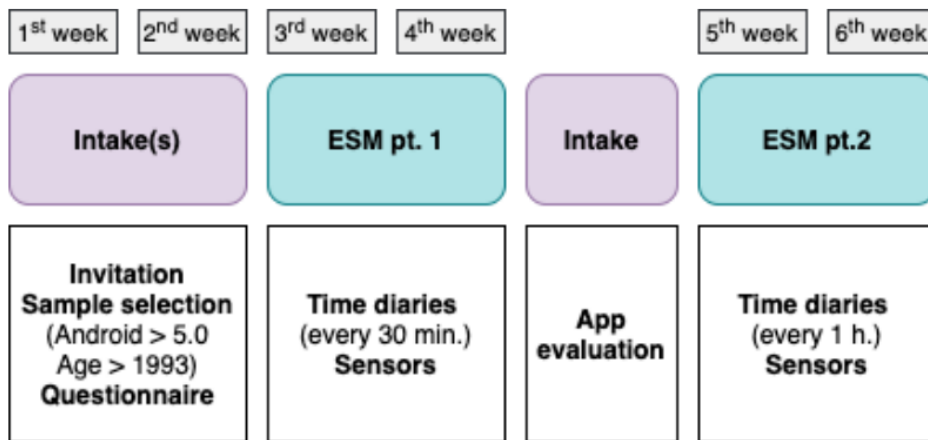 1st week 2nd week 3rd week 4th week 5th week 6th week
Intake(s) ESM pt. 1 Intake ESM pt.2
Invitation
Sample selection
(Android > 5.0
Age > 1993)
Questionnaire
Time diaries
(every 30 min.)
Sensors
App
evaluation
Time diaries
(every 1 h.)
Sensors